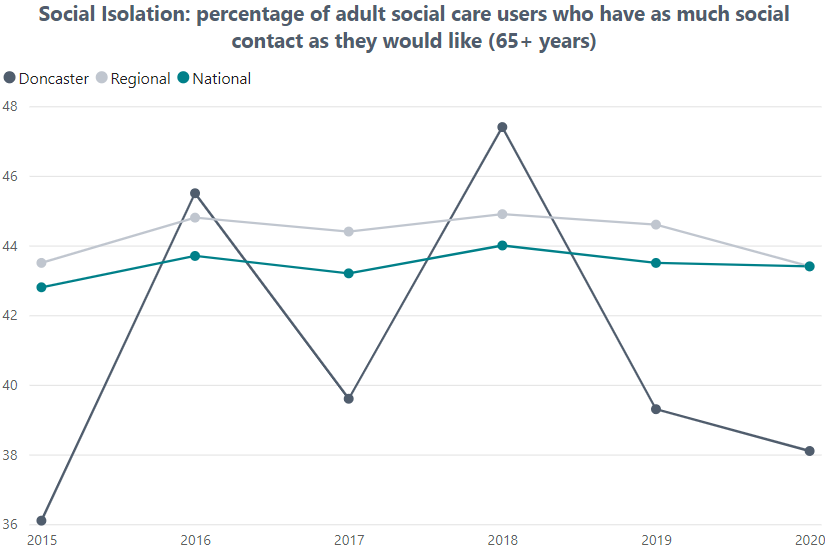 Social Isolation: percentage of adult social care users who have as much social
contact as they would like (65+ years)
Doncaster Regional National
48
46
44
42
40
38
36
2015 2016 2017 2018 2019 2020